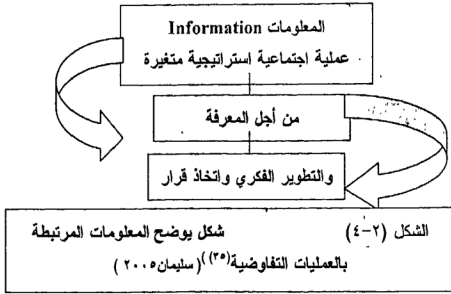 المعلومات Information
عملية اجتماعية استراتيجية متغيرة
من أجل المعرفة
والتطوير الفكري واتخاذ قرار
الشكل (٢-٤) شكل يوضح المعلومات المرتبطة
بالعمليات التفاوضية(٣٥) (سليمان٢٠٠٥)